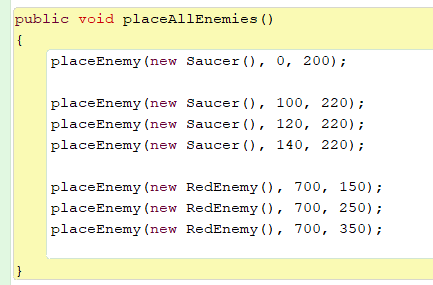 public void placeAllEnemies()
{
placeEnemy(new Saucer(), 0, 200);
placeEnemy(new Saucer(), 100, 220);
placeEnemy(new Saucer(), 120, 220);
placeEnemy(new Saucer(), 140, 220);
placeEnemy(new RedEnemy(), 700, 150);
placeEnemy(new RedEnemy(), 700, 250);
placeEnemy(new RedEnemy(), 700, 350);
}